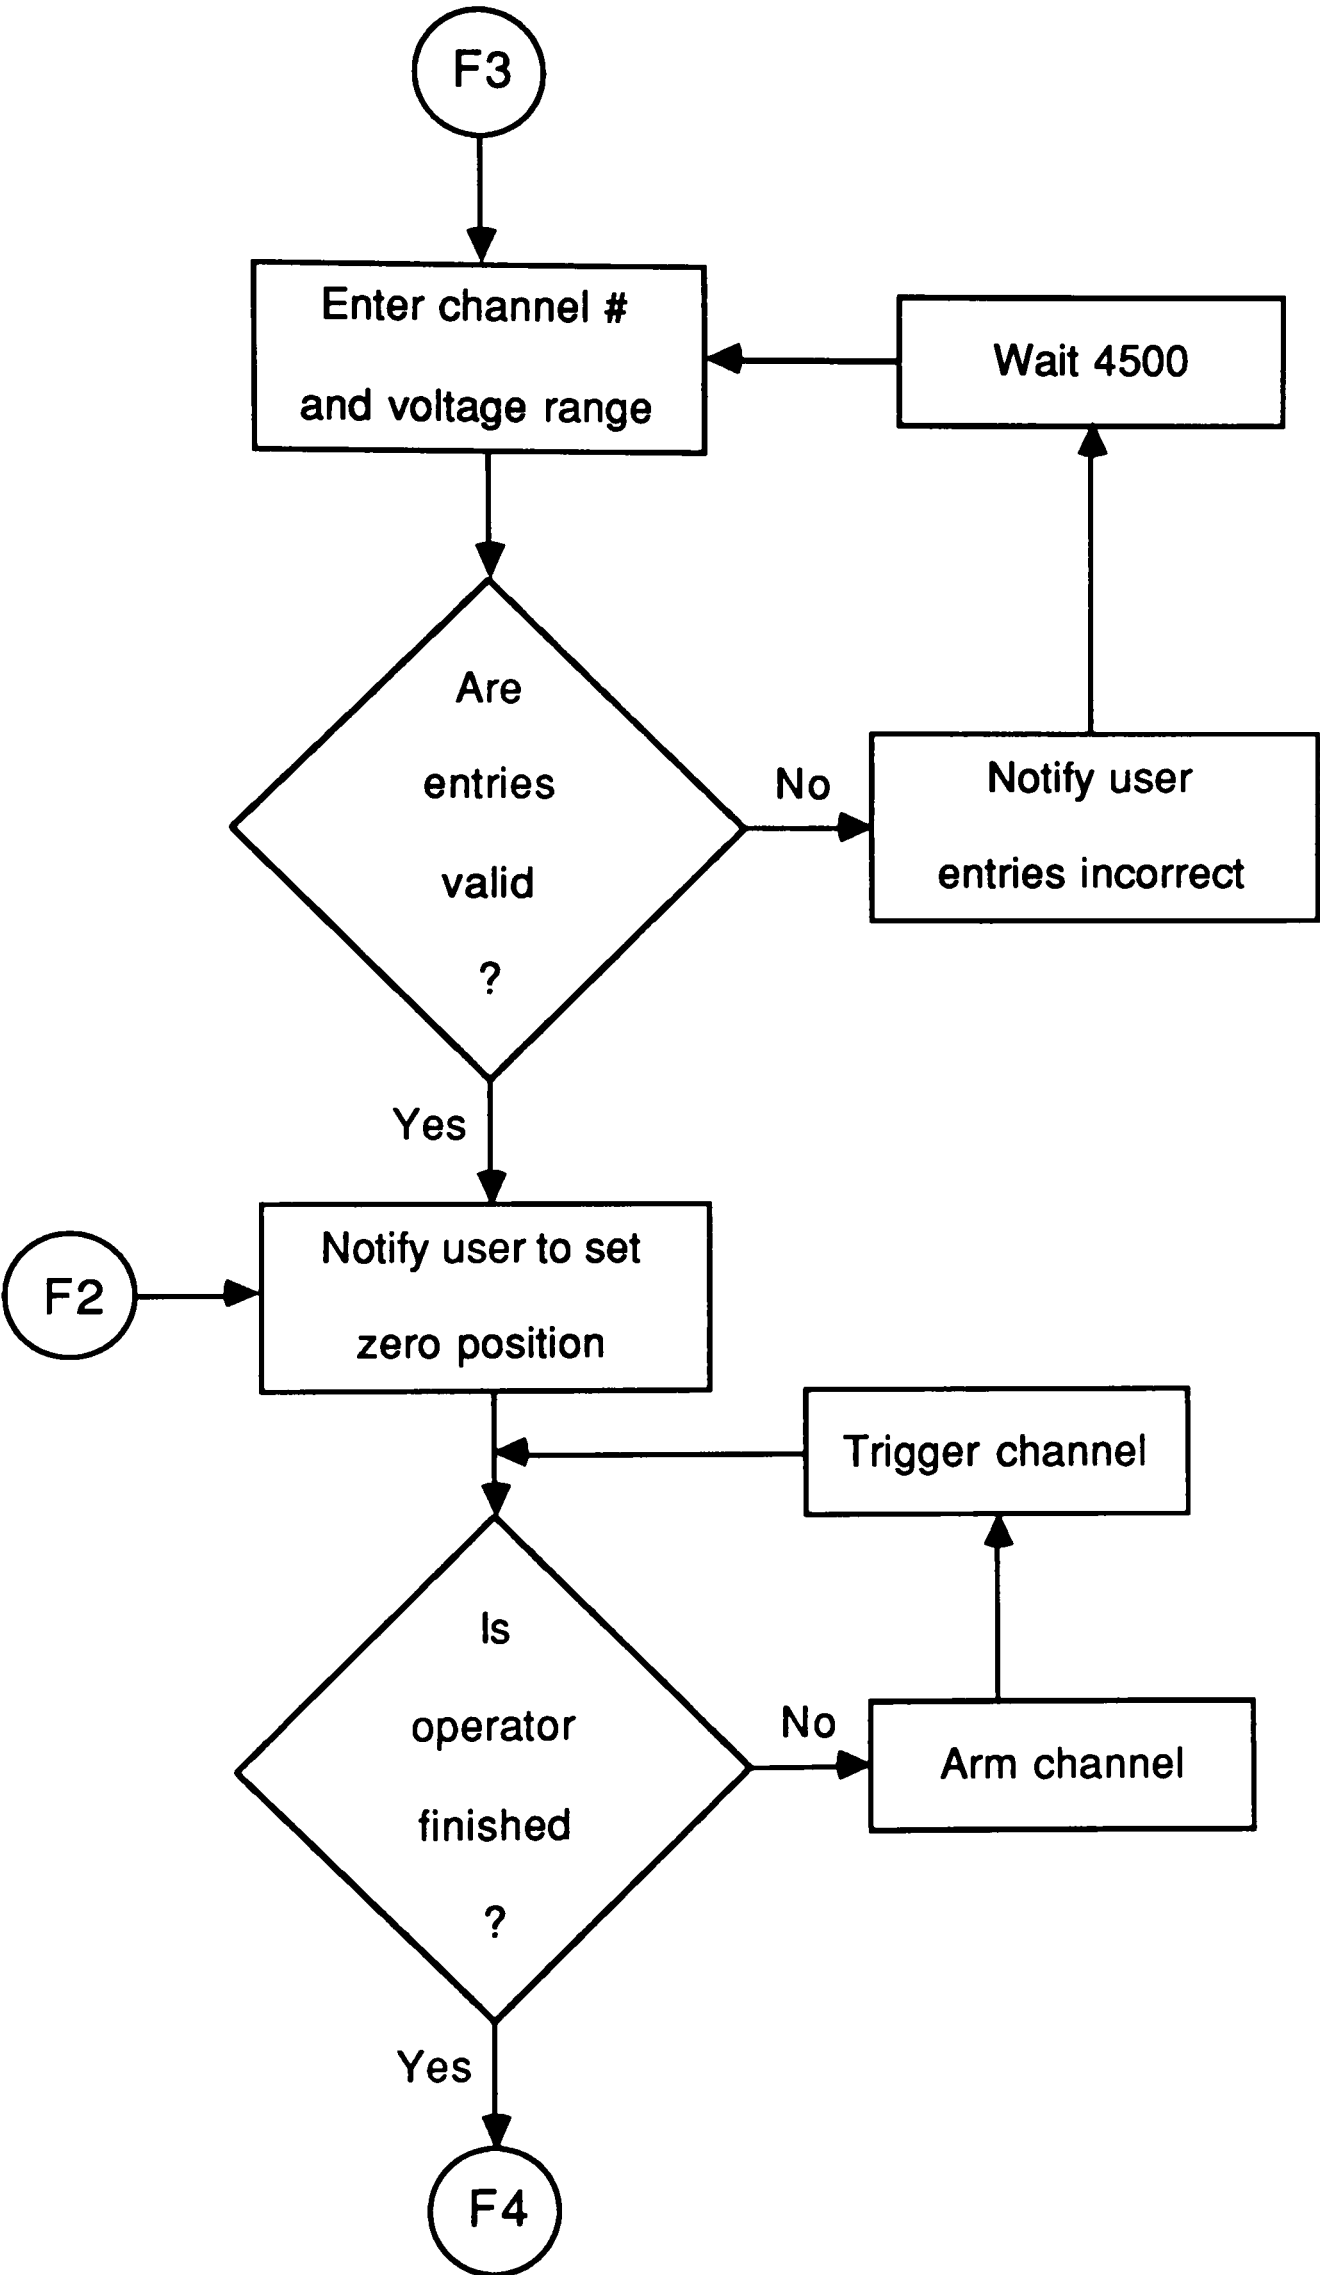 F3
Enter channel #
and voltage range
Wait 4500
Are
entries
valid
?
No
Notify user
entries incorrect
Yes
F2
Notify user to set
zero position
Trigger channel
Is
operator
finished
?
No
Arm channel
Yes
F4